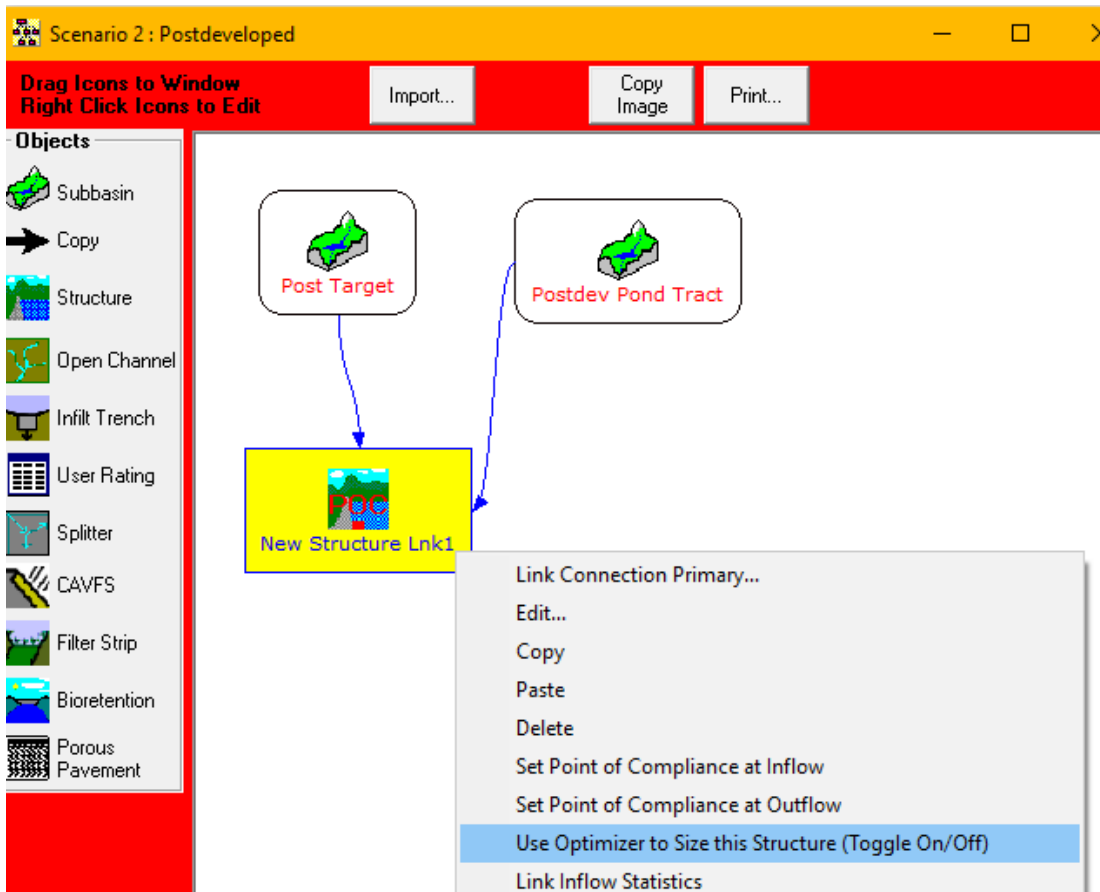 Scenario 2 : Postdeveloped
Drag Icons to Window
Right Click Icons to Edit
Import...
Copy
Image
Print...
Objects
Subbasin
Copy
Structure
Open Channel
Infilt Trench
User Rating
Splitter
CAVFS
Filter Strip
Bioretention
Porous
Pavement
Post Target
Postdev Pond Tract
POC
New Structure Lnk1
Link Connection Primary...
Edit...
Copy
Paste
Delete
Set Point of Compliance at Inflow
Set Point of Compliance at Outflow
Use Optimizer to Size this Structure (Toggle On/Off)
Link Inflow Statistics